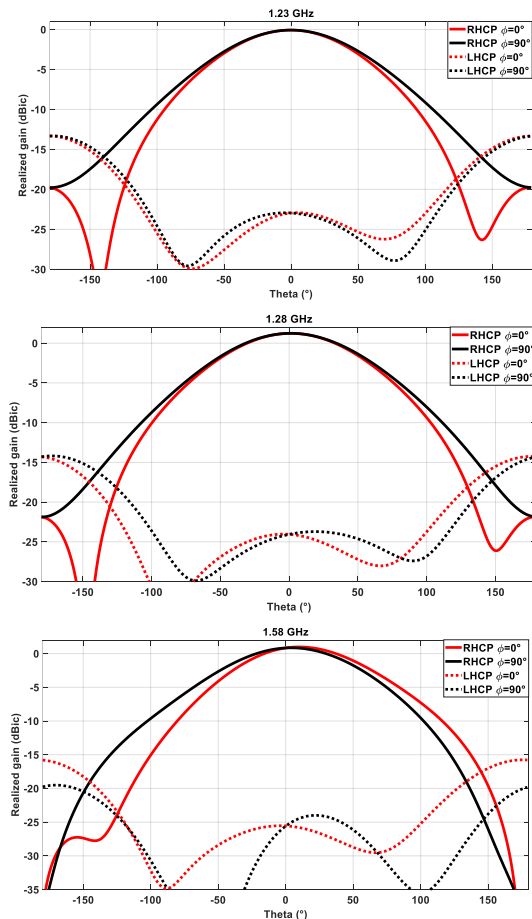 1.23 GHz
RHCP ϕ=0°
RHCP ϕ=90°
LHCP ϕ=0°
LHCP ϕ=90°
0
-5
-10
-15
-20
-25
-30
Realized gain (dBic)
-150 -100 -50 0 50 100 150
Theta (°)
1.28 GHz
RHCP ϕ=0°
RHCP ϕ=90°
LHCP ϕ=0°
LHCP ϕ=90°
0
-5
-10
-15
-20
-25
-30
Realized gain (dBic)
-150 -100 -50 0 50 100 150
Theta (°)
1.58 GHz
RHCP ϕ=0°
RHCP ϕ=90°
LHCP ϕ=0°
LHCP ϕ=90°
0
-5
-10
-15
-20
-25
-30
-35
Realized gain (dBic)
-150 -100 -50 0 50 100 150
Theta (°)